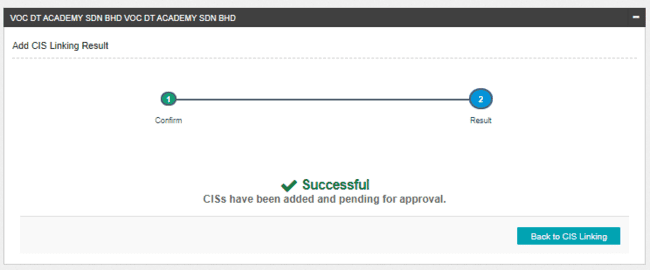 VOC DT ACADEMY SDN BHD VOC DT ACADEMY SDN BHD
Add CIS Linking Result
1 2
Confirm Result
Successful
CISs have been added and pending for approval.
Back to CIS Linking